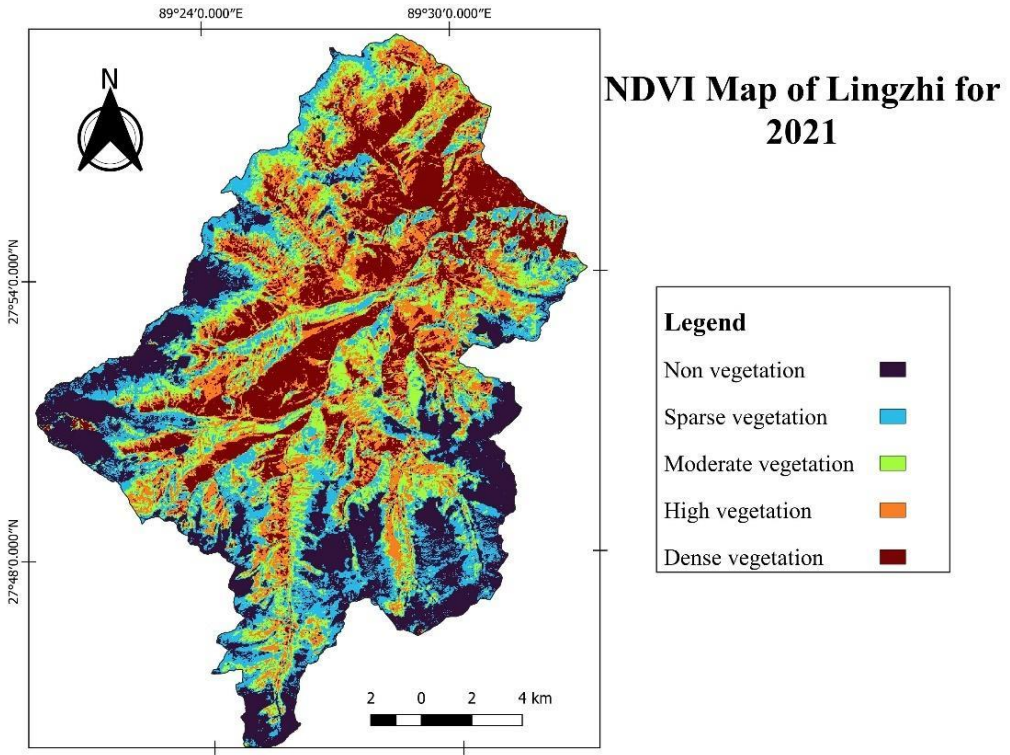 89°24′0.000″E
89°30′0.000″E
N
NDVI Map of Lingzhi for
2021
27°54′0.000″N
27°48′0.000″N
Legend
Non vegetation
Sparse vegetation
Moderate vegetation
High vegetation
Dense vegetation
2 0 2 4 km